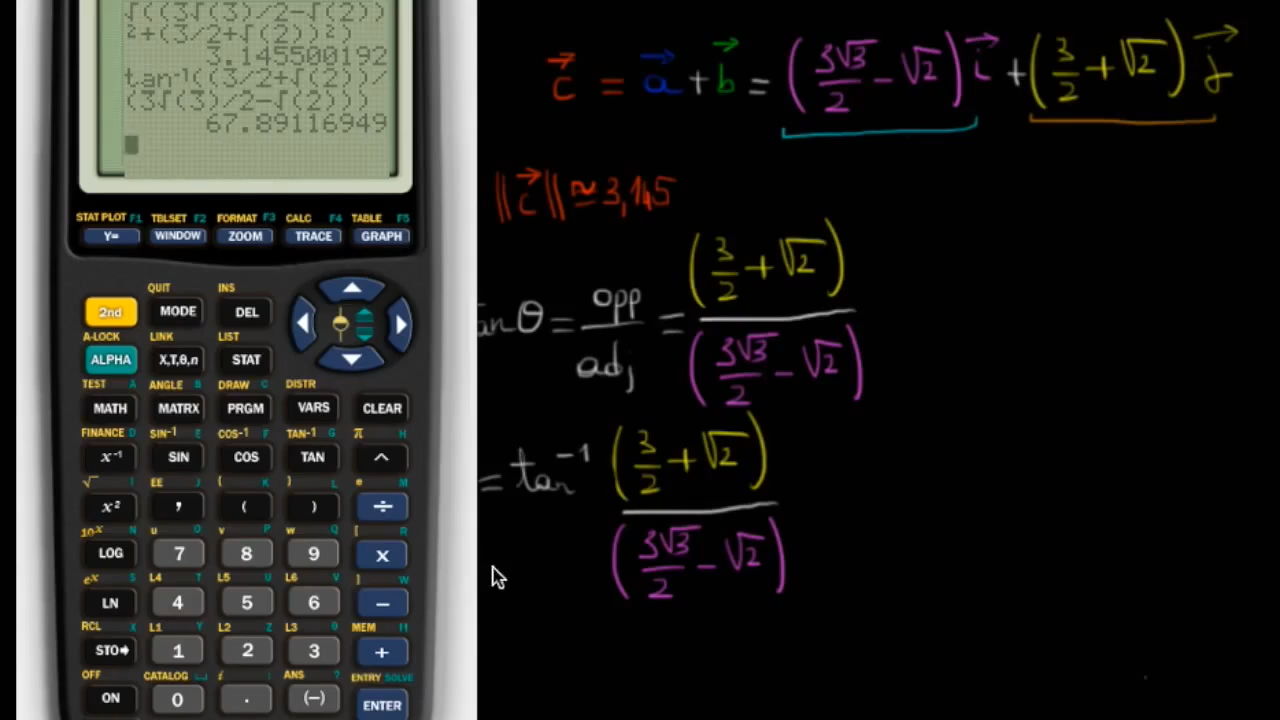 √((3√(3)/2-√(2))
²+(3/2+√(2))²)
3.145500192
tan⁻¹((3/2+√(2))/
(3√(3)/2-√(2)))
67.89116949
c⃗ = a⃗ + b⃗ = (3√3/2 - √2) i⃗ + (3/2 + √2) j⃗
||c⃗|| ≈ 3,145
anθ = opp/adj = (3/2 + √2)/(3√3/2 - √2)
= tan⁻¹ (3/2 + √2)/(3√3/2 - √2)
STAT PLOT F1 TBLSET F2 FORMAT F3 CALC F4 TABLE F5
Y= WINDOW ZOOM TRACE GRAPH
QUIT INS
2nd MODE DEL
A-LOCK LINK LIST
ALPHA X,T,θ,n STAT
TEST A ANGLE B DRAW C DISTR
MATH MATRX PRGM VARS CLEAR
FINANCE D SIN⁻¹ E COS⁻¹ F TAN⁻¹ G π H
x⁻¹ SIN COS TAN ^
√ I EE J ( K ) L e M
x² , ( ) ÷
10ˣ N u O v P w Q [ R
LOG 7 8 9 x
eˣ S L4 T L5 U L6 V ] W
LN 4 5 6 –
RCL X L1 Y L2 Z L3 θ MEM "
STO➔ 1 2 3 +
OFF CATALOG i : ANS ? ENTRY SOLVE
ON 0 . (–) ENTER